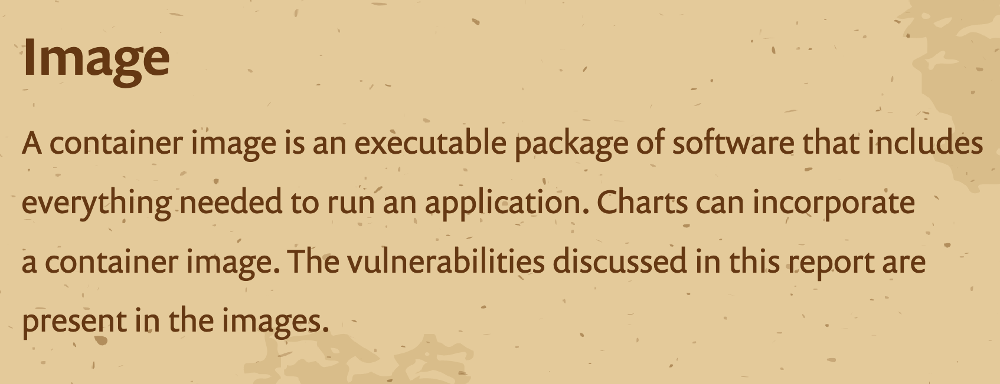 Image
A container image is an executable package of software that includes
everything needed to run an application. Charts can incorporate
a container image. The vulnerabilities discussed in this report are
present in the images.